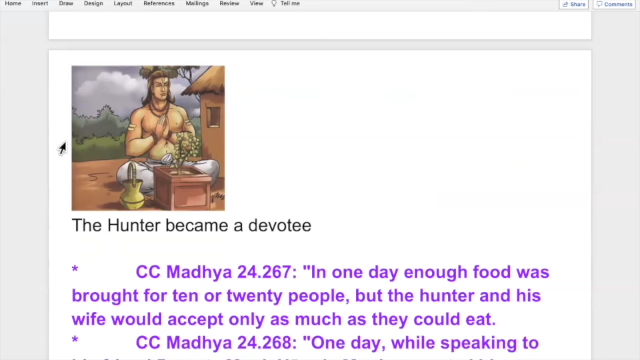 Home Insert Draw Design Layout References Mailings Review View Tell me Share Comments
The Hunter became a devotee
* CC Madhya 24.267: "In one day enough food was
brought for ten or twenty people, but the hunter and his
wife would accept only as much as they could eat.
* CC Madhya 24.268: "One day, while speaking to